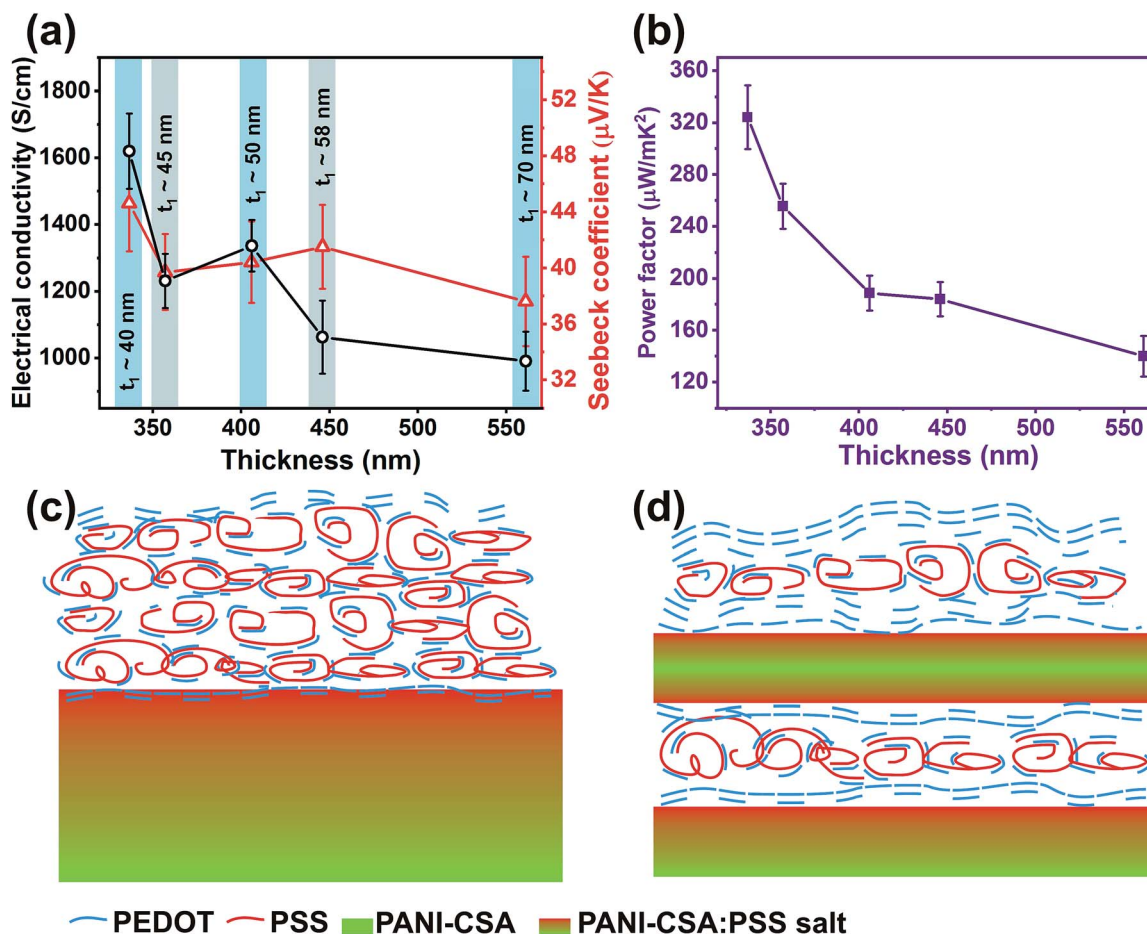 (a)
Electrical conductivity (S/cm)
1800
1600
1400
1200
1000
t₁ ~ 40 nm
t₁ ~ 45 nm
t₁ ~ 50 nm
t₁ ~ 58 nm
t₁ ~ 70 nm
52
48
44
40
36
32
Seebeck coefficient (μV/K)
350 400 450 500 550
Thickness (nm)
(b)
Power factor (μW/mK²)
360
320
280
240
200
160
120
350 400 450 500 550
Thickness (nm)
(c)
(d)
PEDOT PSS PANI-CSA PANI-CSA:PSS salt